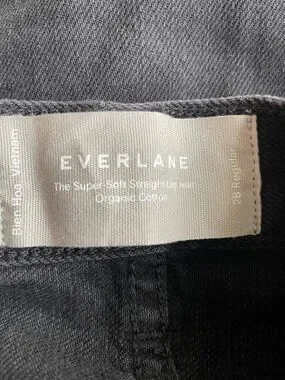 EVERLANE
The Super-Soft Straight Leg Jean
Organic Cotton
Bien Hoa, Vietnam
28 Regular